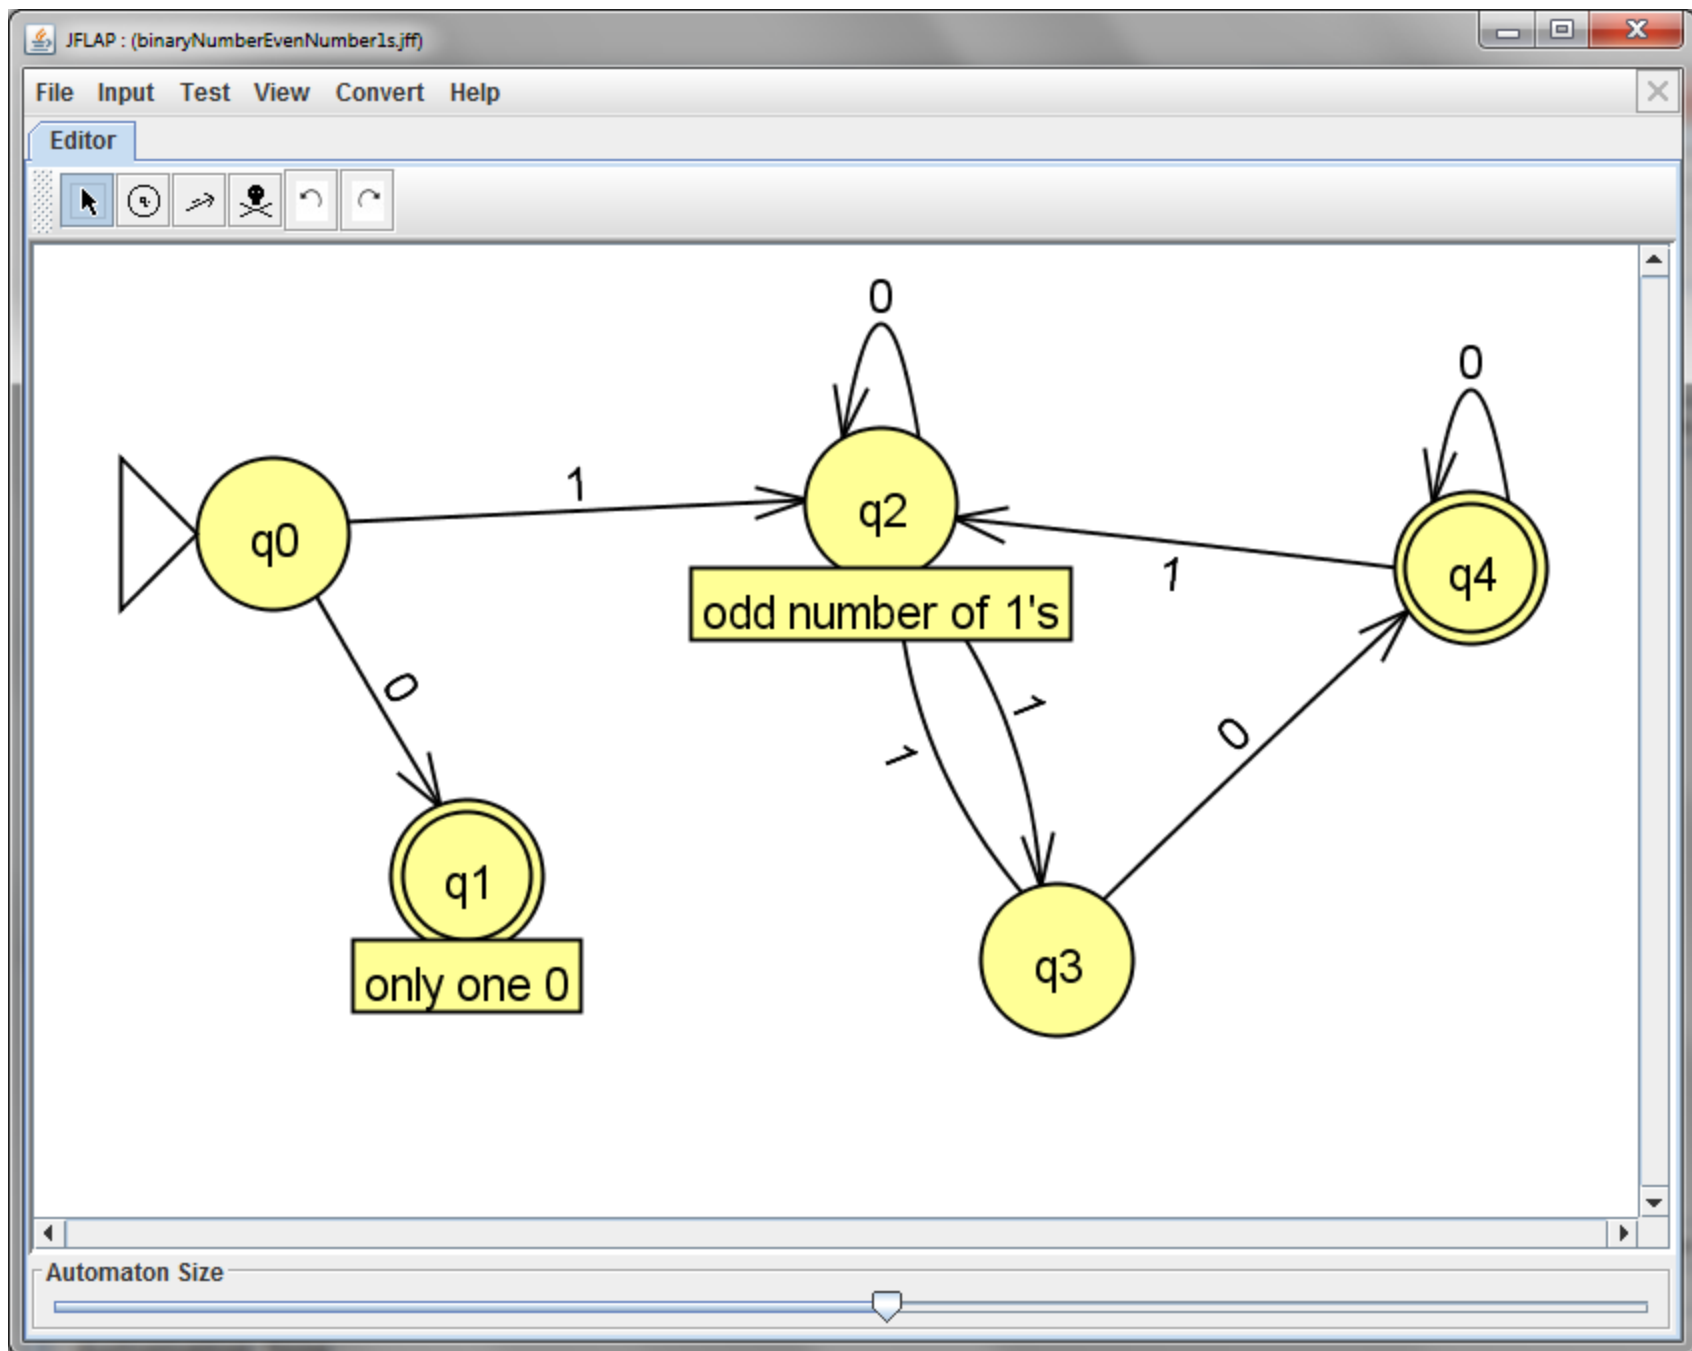 JFLAP : (binaryNumberEvenNumber1s.jff)
File Input Test View Convert Help
Editor
0
0
1
q2
q0
q4
1
odd number of 1's
0
1
0
1
q1
q3
only one 0
Automaton Size